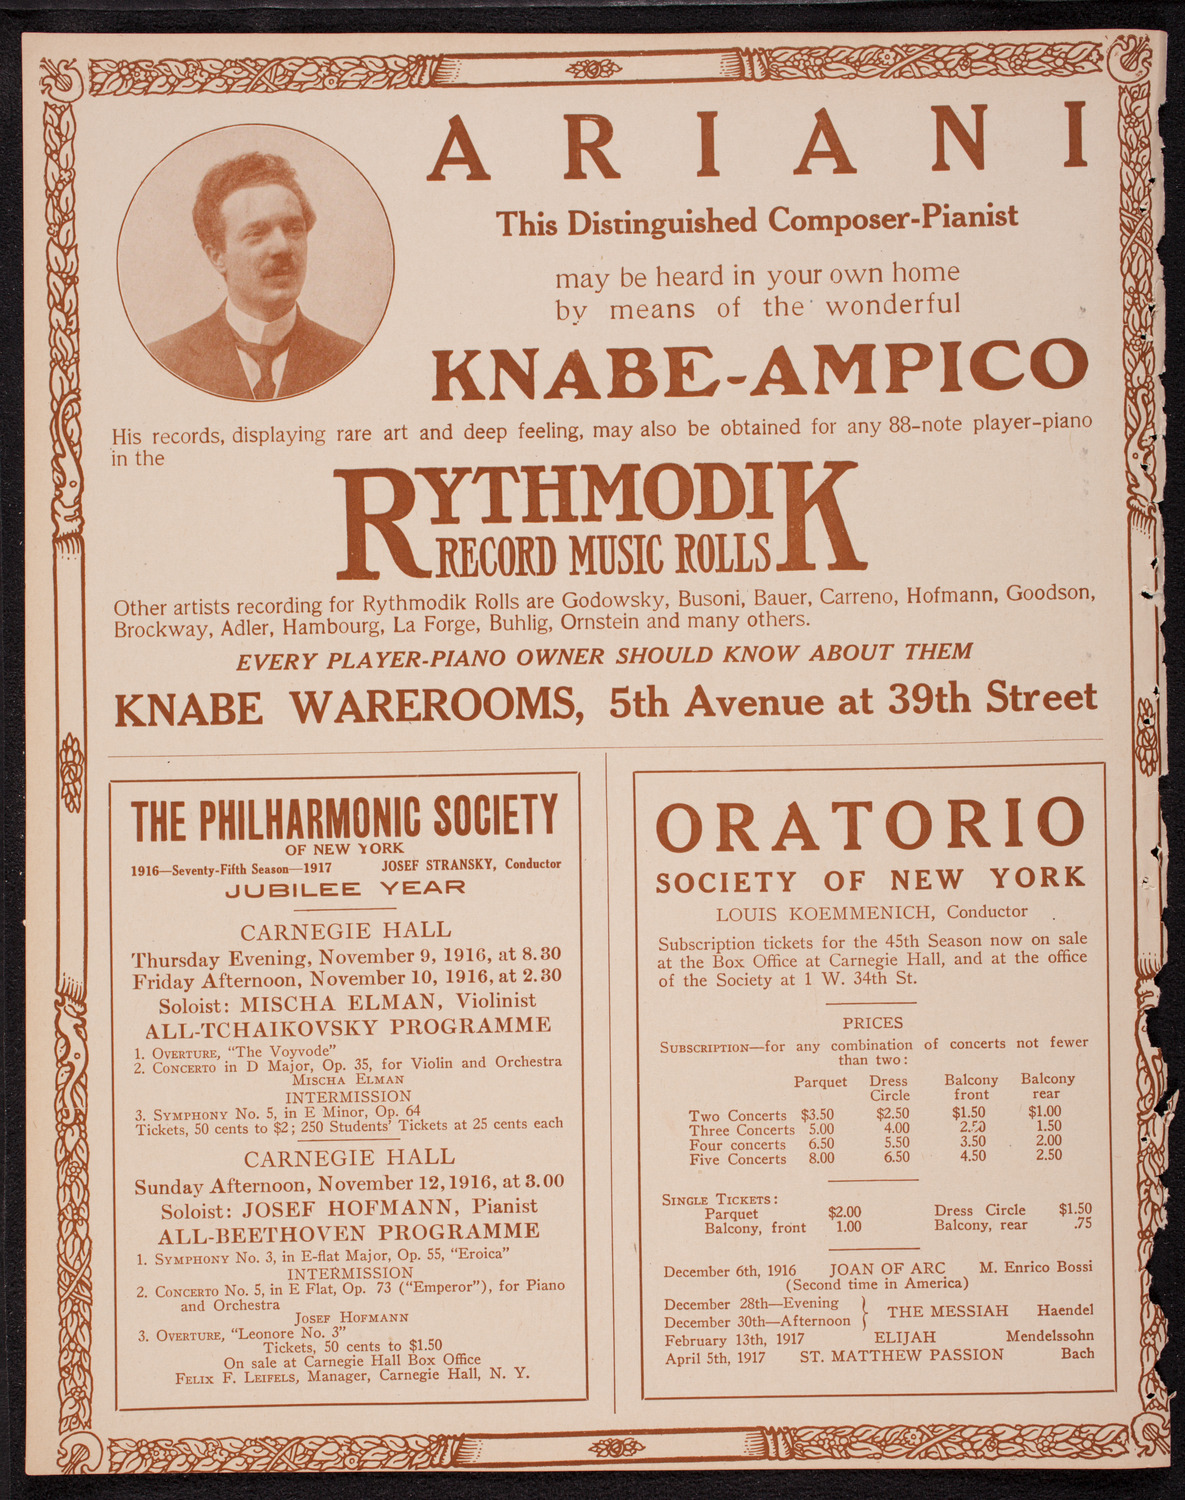 ARIANI
This Distinguished Composer-Pianist
may be heard in your own home
by means of the wonderful
KNABE-AMPICO
His records, displaying rare art and deep feeling, may also be obtained for any 88-note player-piano
in the
RYTHMODIK
RECORD MUSIC ROLLS
Other artists recording for Rythmodik Rolls are Godowsky, Busoni, Bauer, Carreno, Hofmann, Goodson,
Brockway, Adler, Hambourg, La Forge, Buhlig, Ornstein and many others.
EVERY PLAYER-PIANO OWNER SHOULD KNOW ABOUT THEM
KNABE WAREROOMS, 5th Avenue at 39th Street
THE PHILHARMONIC SOCIETY
OF NEW YORK
1916—Seventy-Fifth Season—1917 JOSEF STRANSKY, Conductor
JUBILEE YEAR
CARNEGIE HALL
Thursday Evening, November 9, 1916, at 8.30
Friday Afternoon, November 10, 1916, at 2.30
Soloist: MISCHA ELMAN, Violinist
ALL-TCHAIKOVSKY PROGRAMME
1. OVERTURE, "The Voyvode"
2. CONCERTO in D Major, Op. 35, for Violin and Orchestra
MISCHA ELMAN
INTERMISSION
3. SYMPHONY No. 5, in E Minor, Op. 64
Tickets, 50 cents to $2; 250 Students' Tickets at 25 cents each
CARNEGIE HALL
Sunday Afternoon, November 12, 1916, at 3.00
Soloist: JOSEF HOFMANN, Pianist
ALL-BEETHOVEN PROGRAMME
1. SYMPHONY No. 3, in E-flat Major, Op. 55, "Eroica"
INTERMISSION
2. CONCERTO No. 5, in E Flat, Op. 73 ("Emperor"), for Piano
and Orchestra
JOSEF HOFMANN
3. OVERTURE, "Leonore No. 3"
Tickets, 50 cents to $1.50
On sale at Carnegie Hall Box Office
FELIX F. LEIFELS, Manager, Carnegie Hall, N. Y.
ORATORIO
SOCIETY OF NEW YORK
LOUIS KOEMMENICH, Conductor
Subscription tickets for the 45th Season now on sale
at the Box Office at Carnegie Hall, and at the office
of the Society at 1 W. 34th St.
PRICES
SUBSCRIPTION—for any combination of concerts not fewer
than two:
Parquet Dress Balcony Balcony
Circle front rear
Two Concerts $3.50 $2.50 $1.50 $1.00
Three Concerts 5.00 4.00 2.50 1.50
Four concerts 6.50 5.50 3.50 2.00
Five Concerts 8.00 6.50 4.50 2.50
SINGLE TICKETS:
Parquet $2.00 Dress Circle $1.50
Balcony, front 1.00 Balcony, rear .75
December 6th, 1916 JOAN OF ARC M. Enrico Bossi
(Second time in America)
December 28th—Evening
December 30th—Afternoon } THE MESSIAH Haendel
February 13th, 1917 ELIJAH Mendelssohn
April 5th, 1917 ST. MATTHEW PASSION Bach